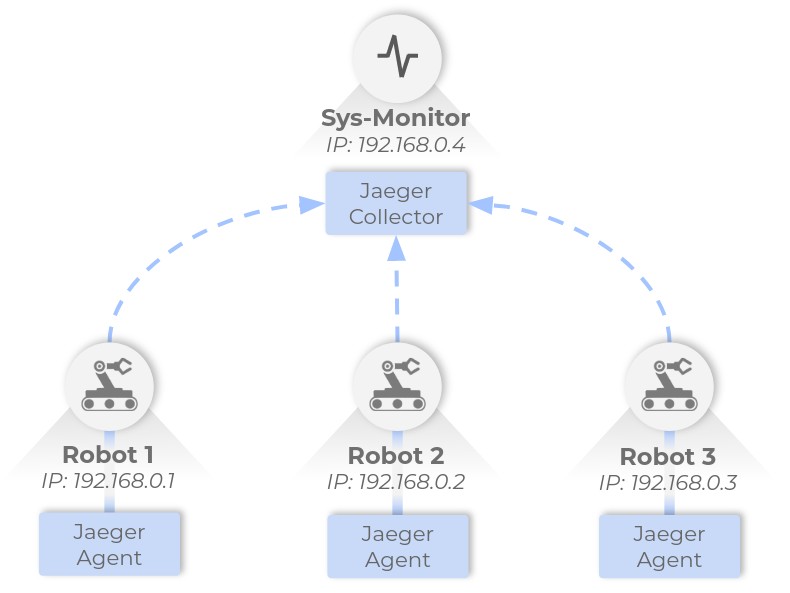 Sys-Monitor
IP: 192.168.0.4
Jaeger
Collector
Robot 1
IP: 192.168.0.1
Jaeger
Agent
Robot 2
IP: 192.168.0.2
Jaeger
Agent
Robot 3
IP: 192.168.0.3
Jaeger
Agent